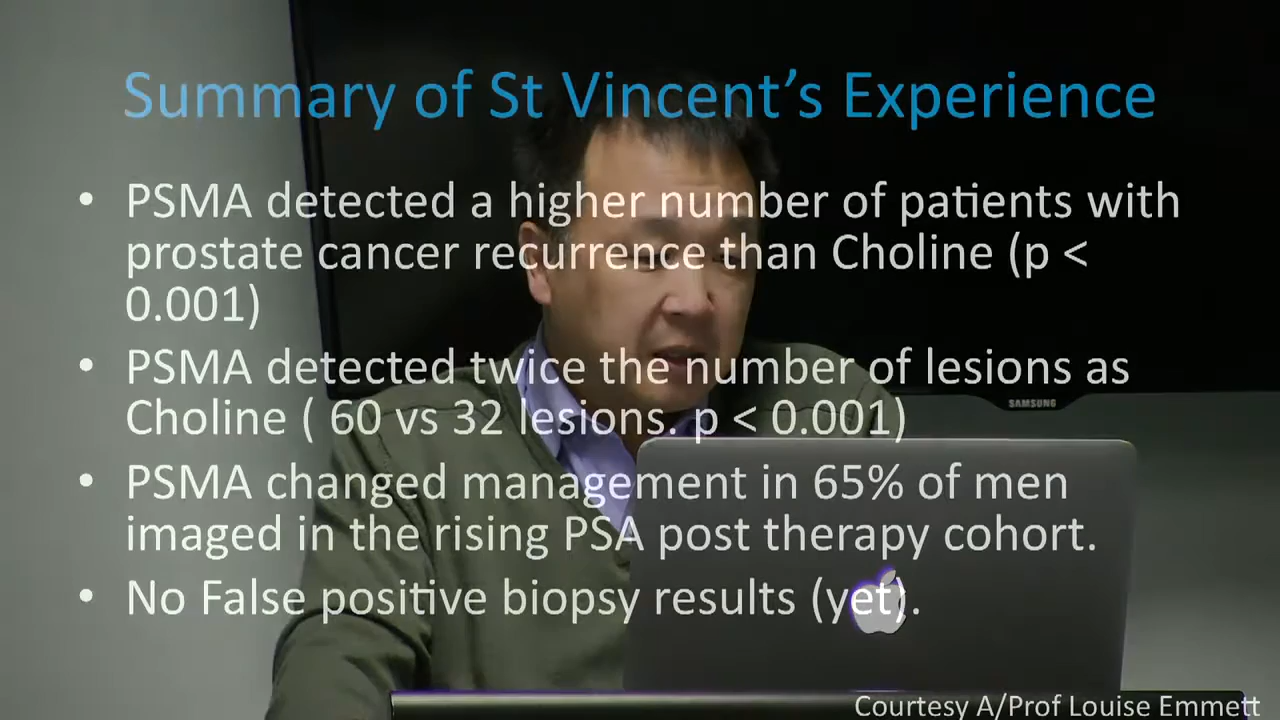 Summary of St Vincent's Experience
• PSMA detected a higher number of patients with
prostate cancer recurrence than Choline (p <
0.001)
• PSMA detected twice the number of lesions as
Choline ( 60 vs 32 lesions. p < 0.001)
• PSMA changed management in 65% of men
imaged in the rising PSA post therapy cohort.
• No False positive biopsy results (yet).
SAMSUNG
Courtesy A/Prof Louise Emmett